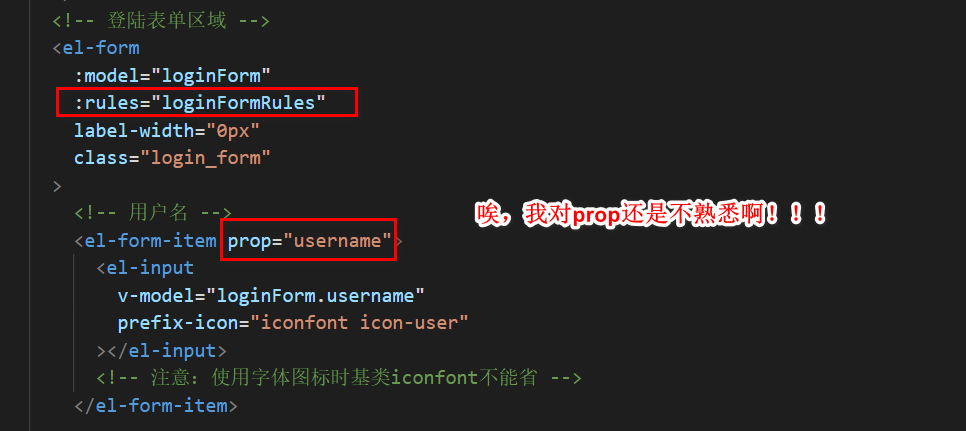 <!-- 登陆表单区域 -->
<el-form
:model="loginForm"
:rules="loginFormRules"
label-width="0px"
class="login_form"
>
<!-- 用户名 -->
唉，我对prop还是不熟悉啊！！！
<el-form-item prop="username">
<el-input
v-model="loginForm.username"
prefix-icon="iconfont icon-user"
></el-input>
<!-- 注意：使用字体图标时基类iconfont不能省 -->
</el-form-item>